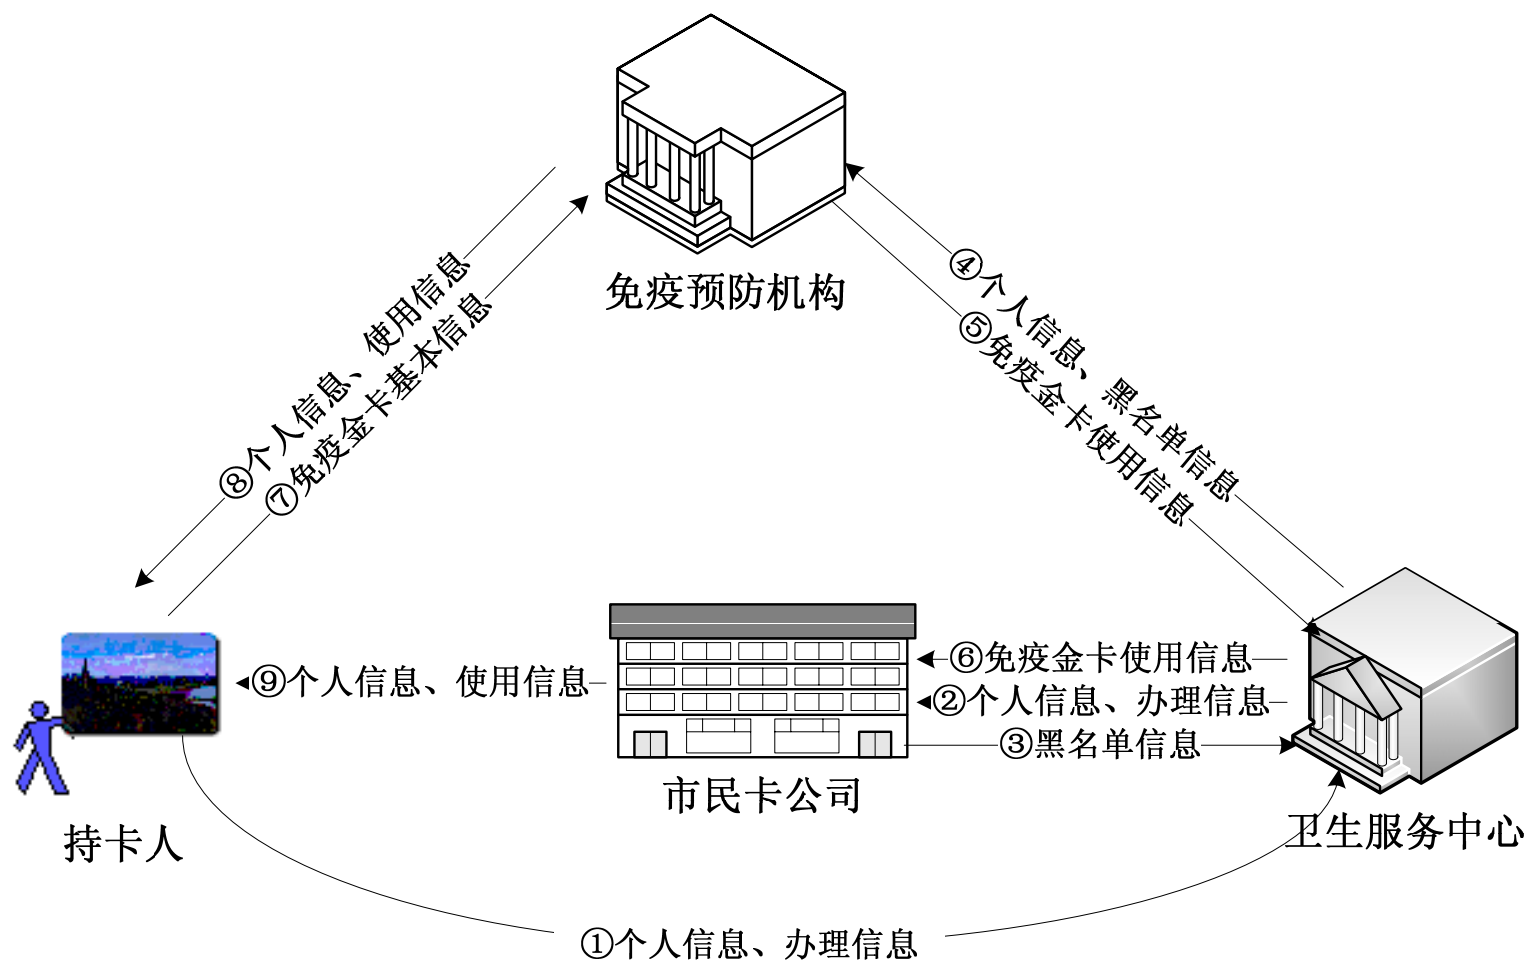 免疫预防机构
④个人信息、黑名单信息
⑤免疫金卡使用信息
⑧个人信息、使用信息
⑦免疫金卡基本信息
⑥免疫金卡使用信息
⑨个人信息、使用信息
②个人信息、办理信息
③黑名单信息
市民卡公司
持卡人
卫生服务中心
①个人信息、办理信息